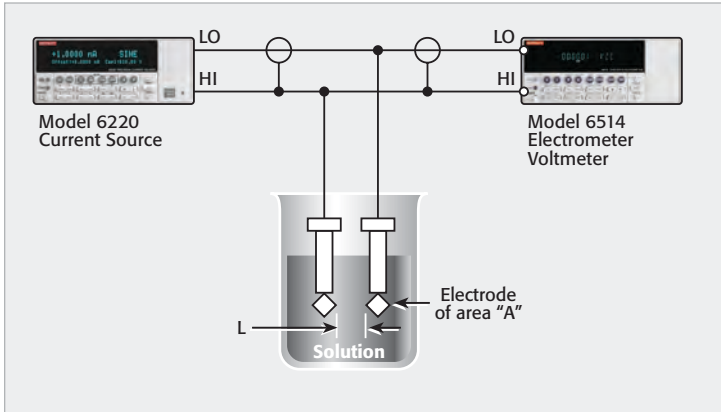 LO
HI
LO
HI
+1.0000 mA SINE
Model 6220
Current Source
Model 6514
Electrometer
Voltmeter
Electrode
of area “A”
L
Solution